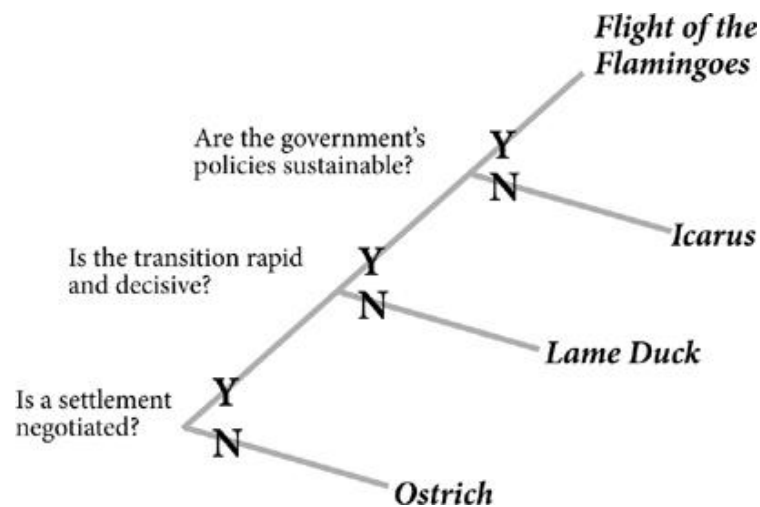 Flight of the
Flamingoes
Are the government's
policies sustainable?
Y
N
Icarus
Is the transition rapid
and decisive?
Y
N
Lame Duck
Is a settlement
negotiated?
Y
N
Ostrich